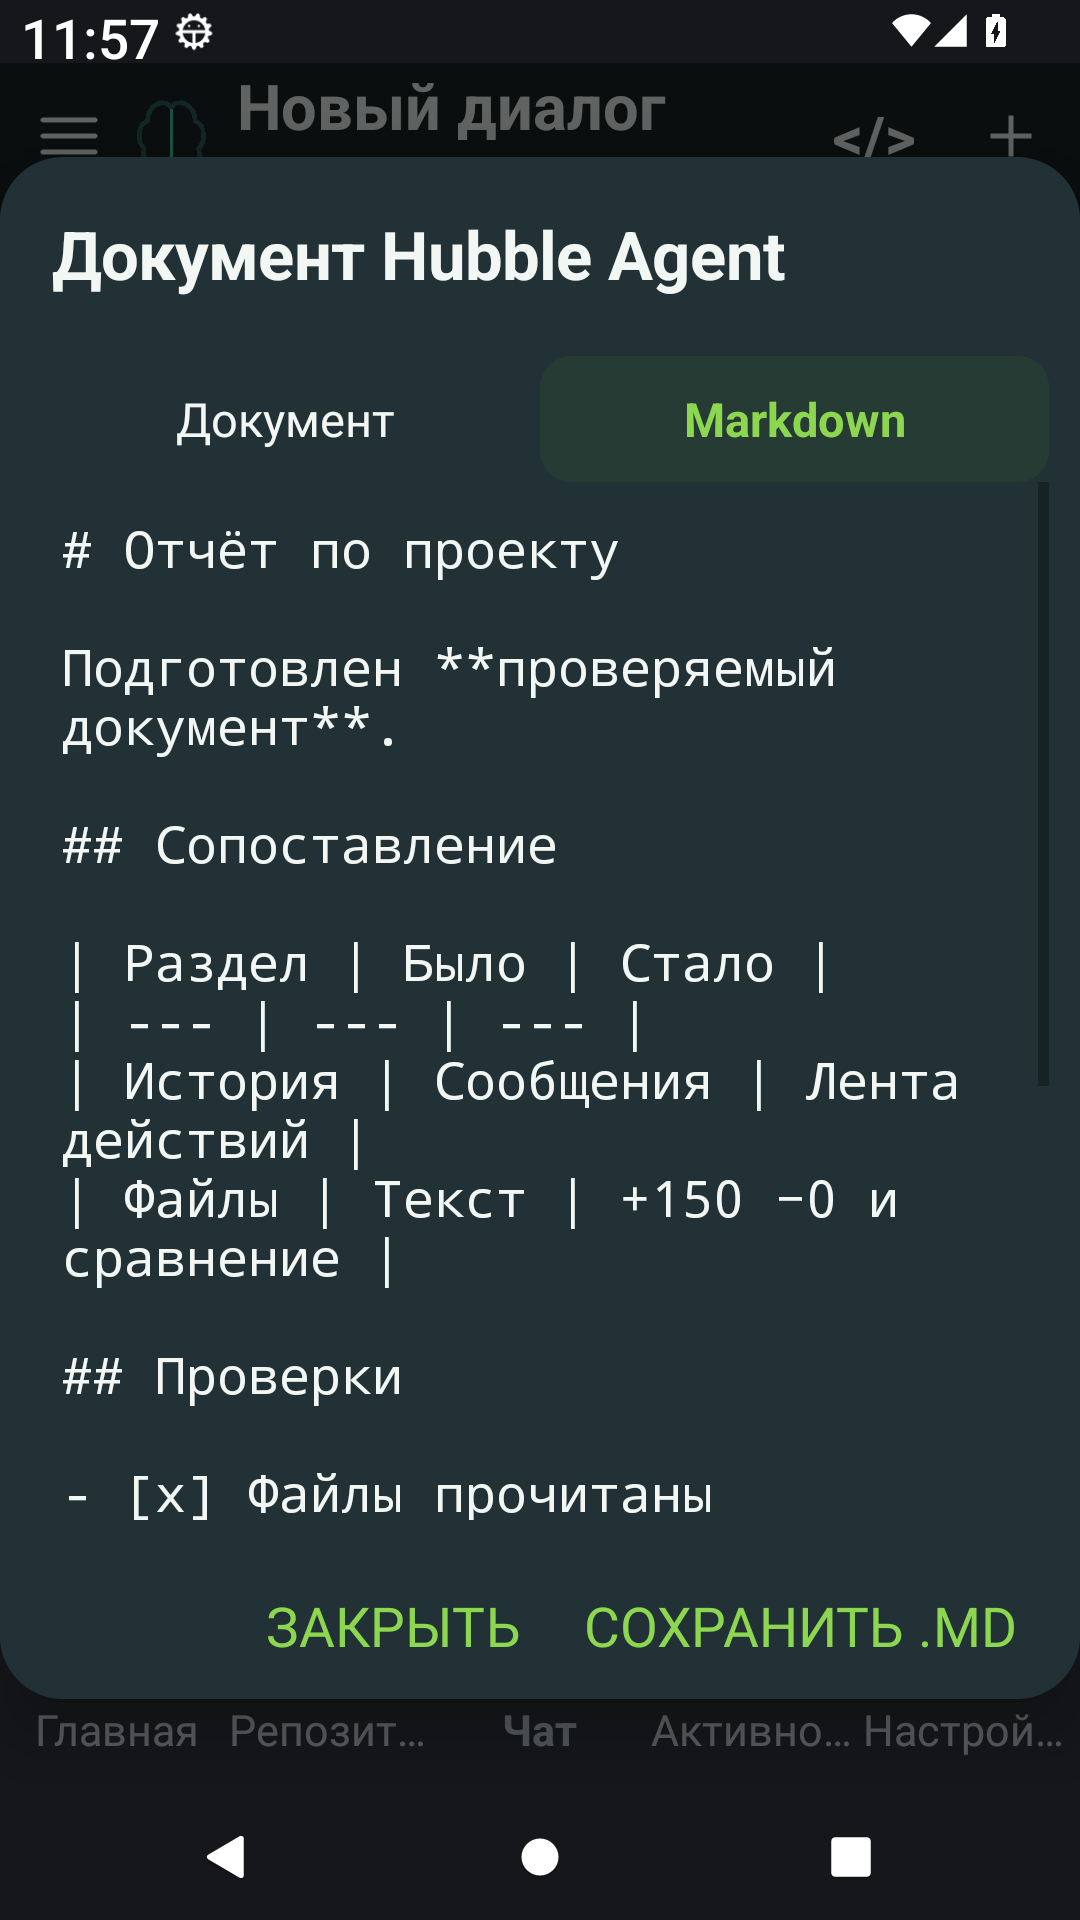 11:57
Новый диалог
</>
Документ Hubble Agent
Документ
Markdown
# Отчёт по проекту
Подготовлен **проверяемый
документ**.
## Сопоставление
| Раздел | Было | Стало |
| --- | --- | --- |
| История | Сообщения | Лента
действий |
| Файлы | Текст | +150 −0 и
сравнение |
## Проверки
- [x] Файлы прочитаны
ЗАКРЫТЬ
СОХРАНИТЬ .MD
Главная
Репозит…
Чат
Активно…
Настрой…